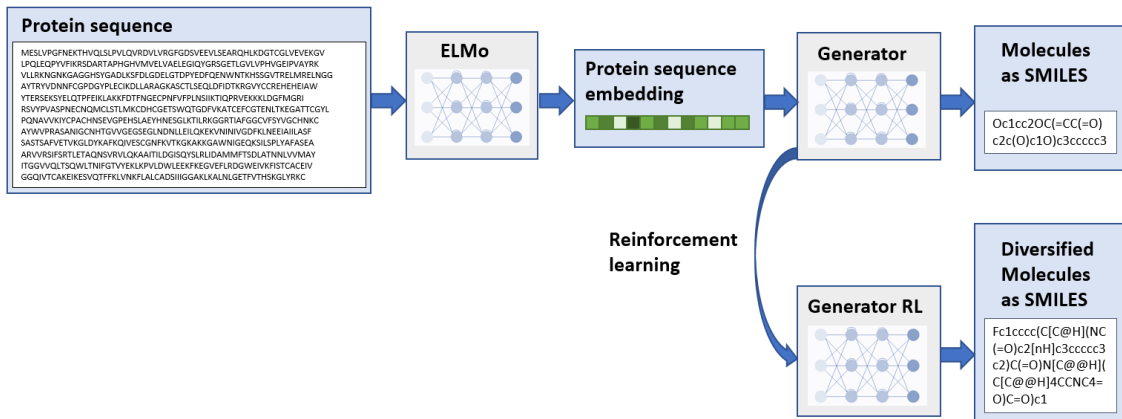 Protein sequence
MESLVPGFNEKTHVQLSLPVLQVRDVLVRGFGDSVEEVLSEARQHLKDGTCGLVEVEKGV
LPQLEQPYVFIKRSDARTAPHGHVMVELVAELEGIQYGRSGETLGVLVPHVGEIPVAYRK
VLLRKNGNKGAGGHSYGADLKSFDLGDELGTDPYEDFQENWNTKHSSGVTRELMRELNGG
AYTRYVDNNFCGPDGYPLECIKDLLARAGKASCTLSEQLDFIDTKRGVYCCREHEHEIAW
YTERSEKSYELQTPFEIKLAKKFDTFNGECPNFVFPLNSIIKTIQPRVEKKKLDGFMGRI
RSVYPVASPNECNQMCLSTLMKCDHCGETSWQTGDFVKATCEFCGTENLTKEGATTCGYL
PQNAVVKIYCPACHNSEVGPEHSLAEYHNESGLKTILRKGGRTIAFGGCVFSYVGCHNKC
AYWVPRASANIGCNHTGVVGEGSEGLNDNLLEILQKEKVNINIVGDFKLNEEIAIILASF
SASTSAFVETVKGLDYKAFKQIVESCGNFKVTKGKAKKGAWNIGEQKSILSPLYAFASEA
ARVVRSIFSRTLETAQNSVRVLQKAAITILDGISQYSLRLIDAMMFTSDLATNNLVVMAY
ITGGVVQLTSQWLTNIFGTVYEKLKPVLDWLEEKFKEGVEFLRDGWEIVKFISTCACEIV
GGQIVTCAKEIKESVQTFFKLVNKFLALCADSIIIGGAKLKALNLGETFVTHSKGLYRKC
ELMo
Protein sequence
embedding
Generator
Molecules
as SMILES
Oc1cc2OC(=CC(=O)
c2c(O)c1O)c3ccccc3
Reinforcement
learning
Generator RL
Diversified
Molecules
as SMILES
Fc1cccc(C[C@H](NC
(=O)c2[nH]c3ccccc3
c2)C(=O)N[C@@H](
C[C@@H]4CCNC4=
O)C=O)c1